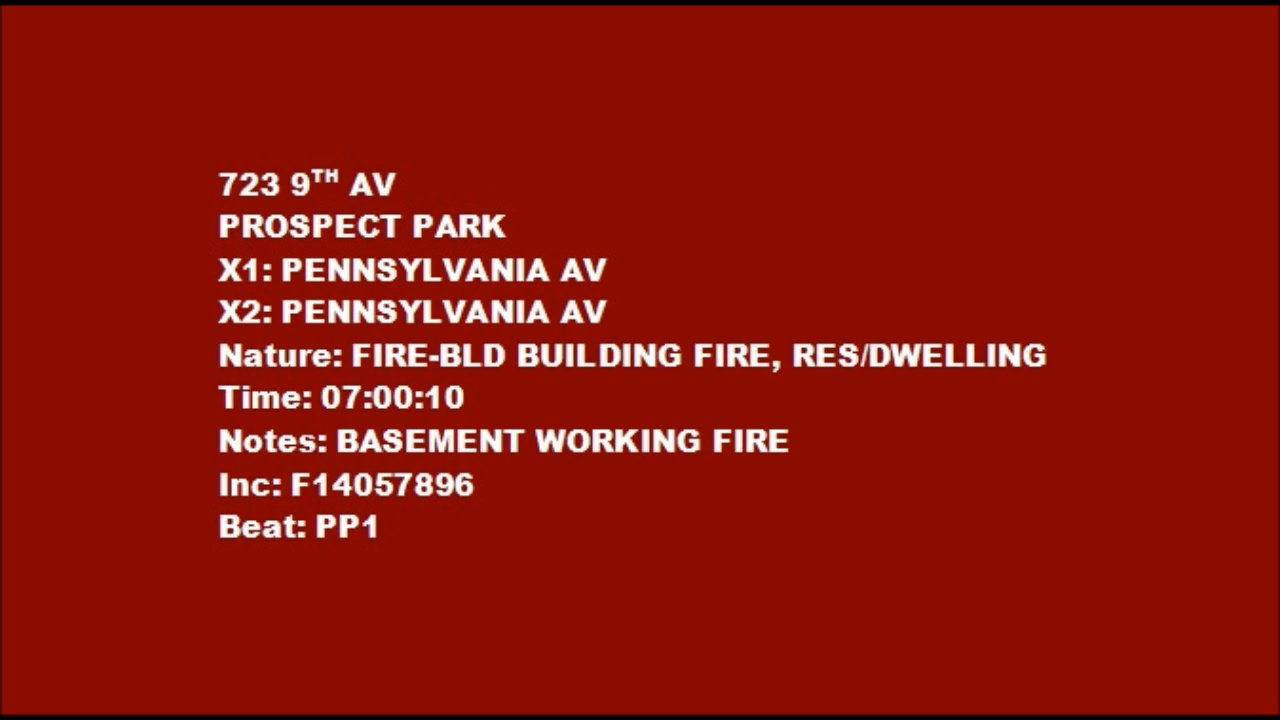 723 9TH AV
PROSPECT PARK
X1: PENNSYLVANIA AV
X2: PENNSYLVANIA AV
Nature: FIRE-BLD BUILDING FIRE, RES/DWELLING
Time: 07:00:10
Notes: BASEMENT WORKING FIRE
Inc: F14057896
Beat: PP1